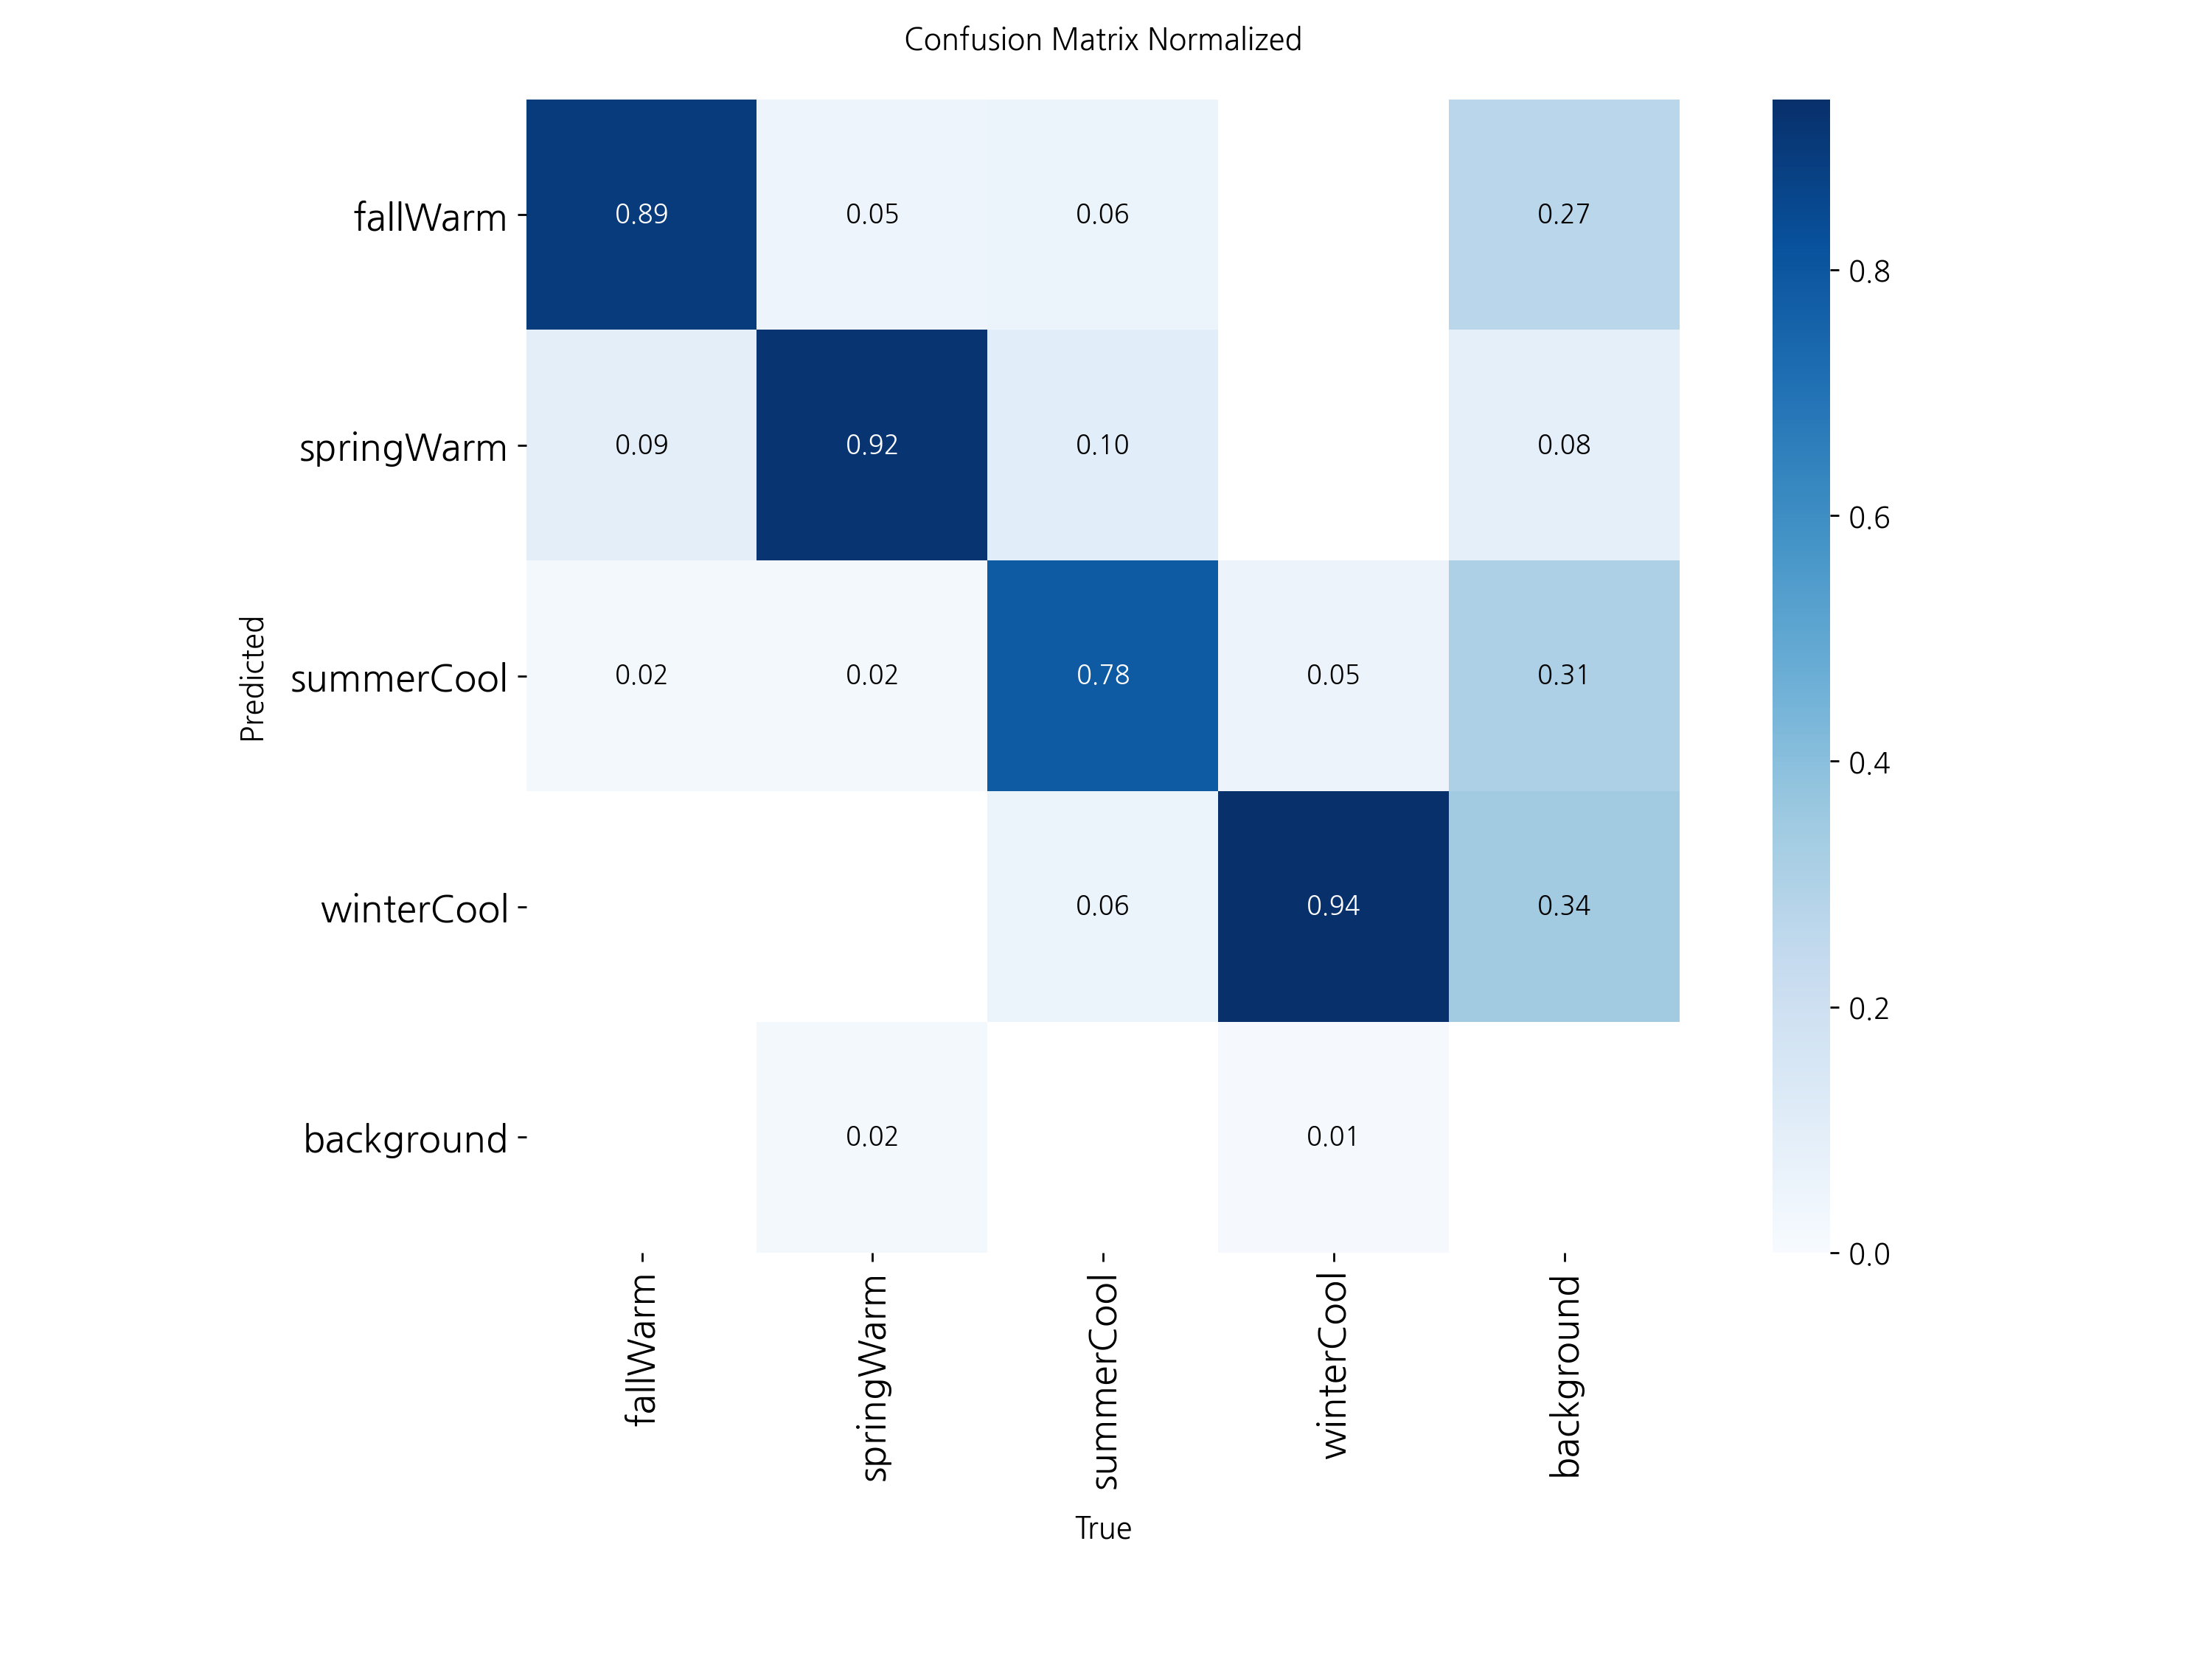 Confusion Matrix Normalized
fallWarm 0.89 0.05 0.06 0.27
springWarm 0.09 0.92 0.10 0.08
summerCool 0.02 0.02 0.78 0.05 0.31
winterCool 0.06 0.94 0.34
background 0.02 0.01
Predicted
fallWarm springWarm summerCool winterCool background
True
0.8
0.6
0.4
0.2
0.0